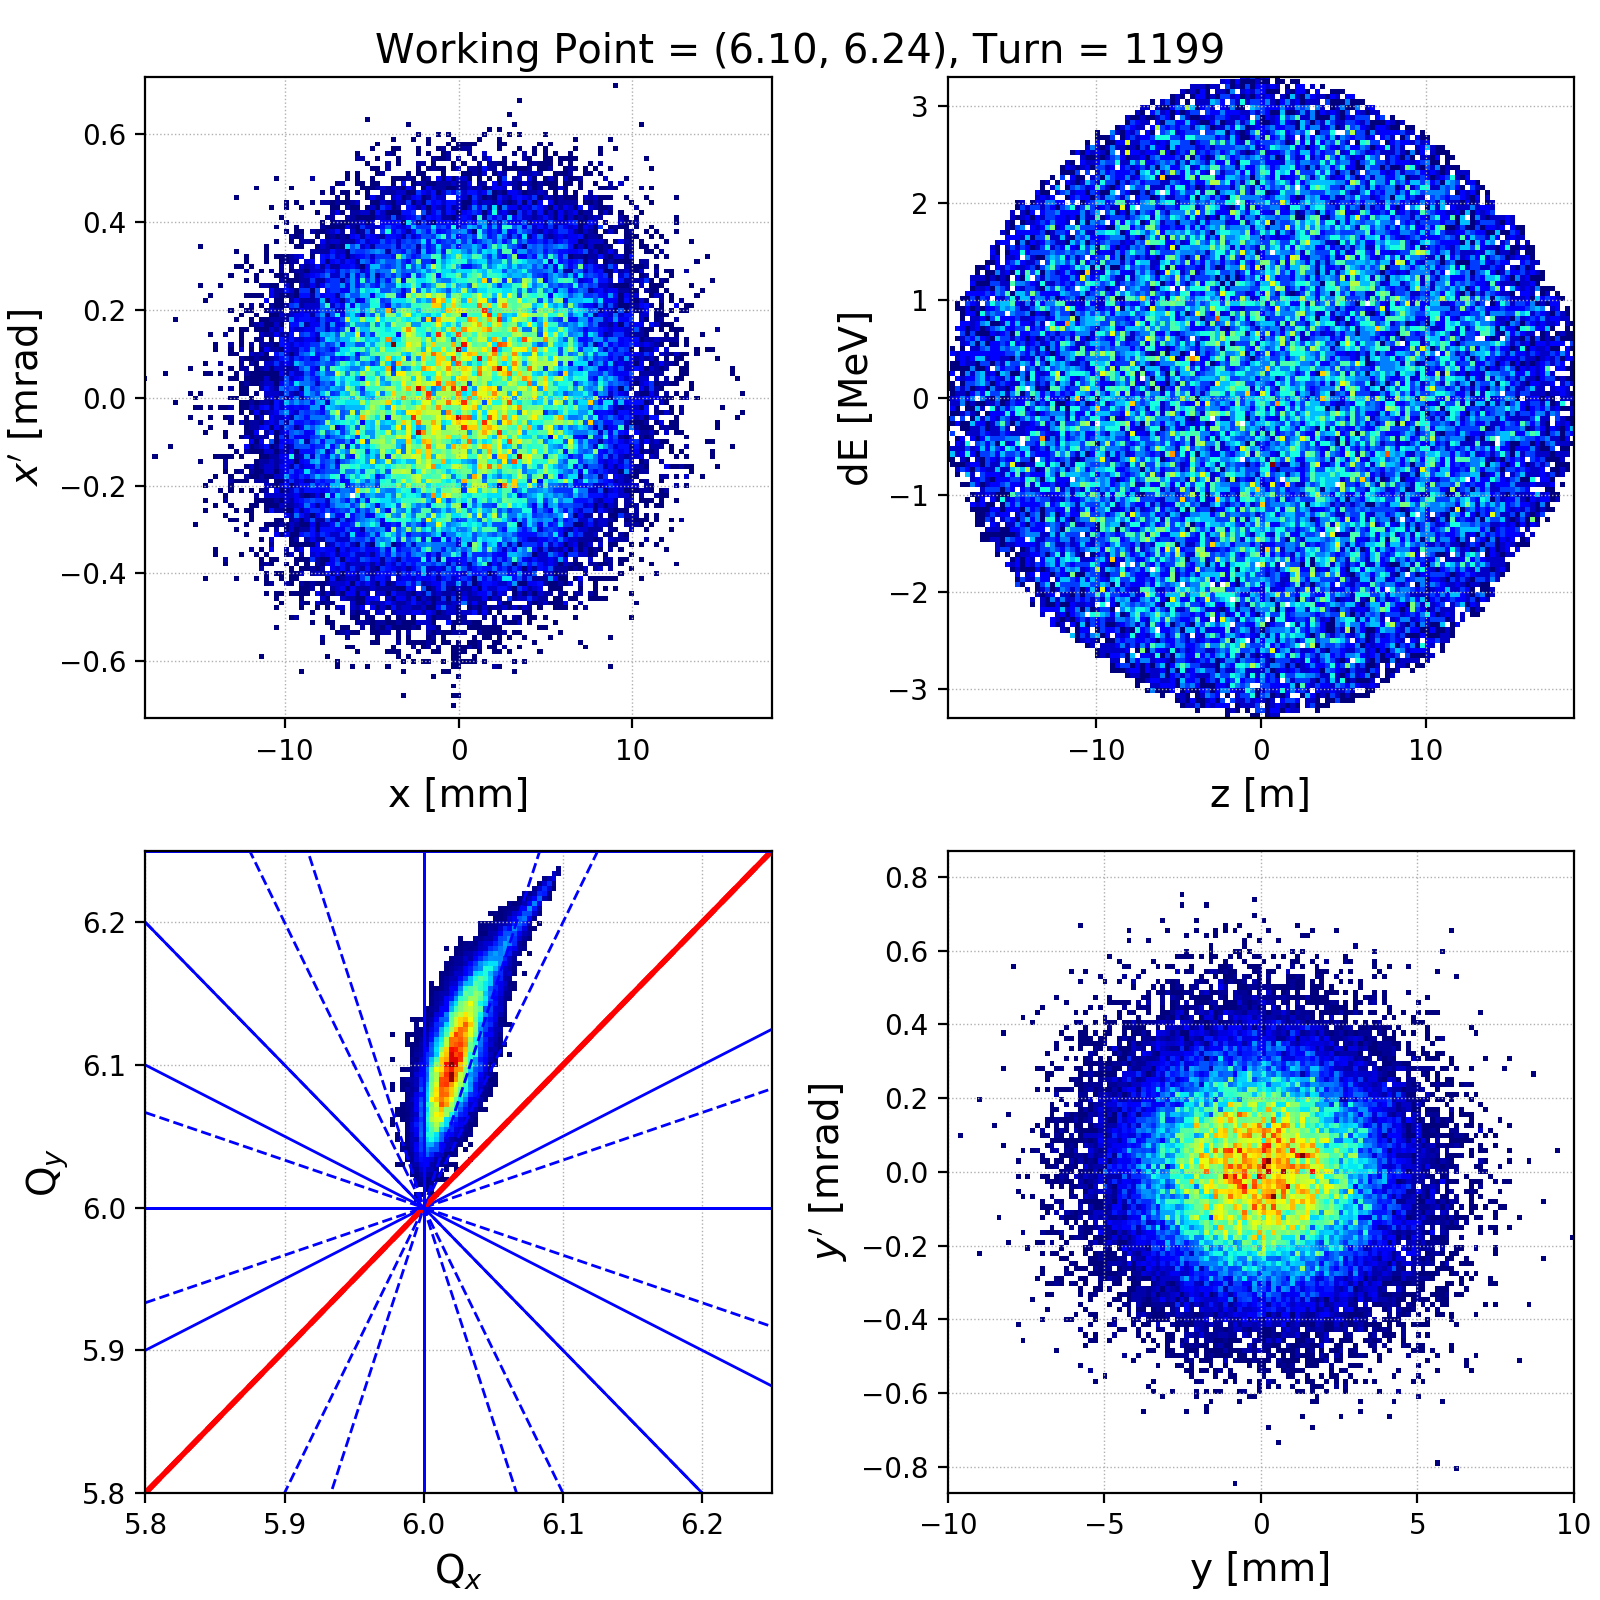 Working Point = (6.10, 6.24), Turn = 1199
0.6
0.4
0.2
0.0
−0.2
−0.4
−0.6
x′ [mrad]
−10 0 10
x [mm]
3
2
1
0
−1
−2
−3
dE [MeV]
−10 0 10
z [m]
6.2
6.1
6.0
5.9
5.8
Qy
5.8 5.9 6.0 6.1 6.2
Qx
0.8
0.6
0.4
0.2
0.0
−0.2
−0.4
−0.6
−0.8
y′ [mrad]
−10 −5 0 5 10
y [mm]